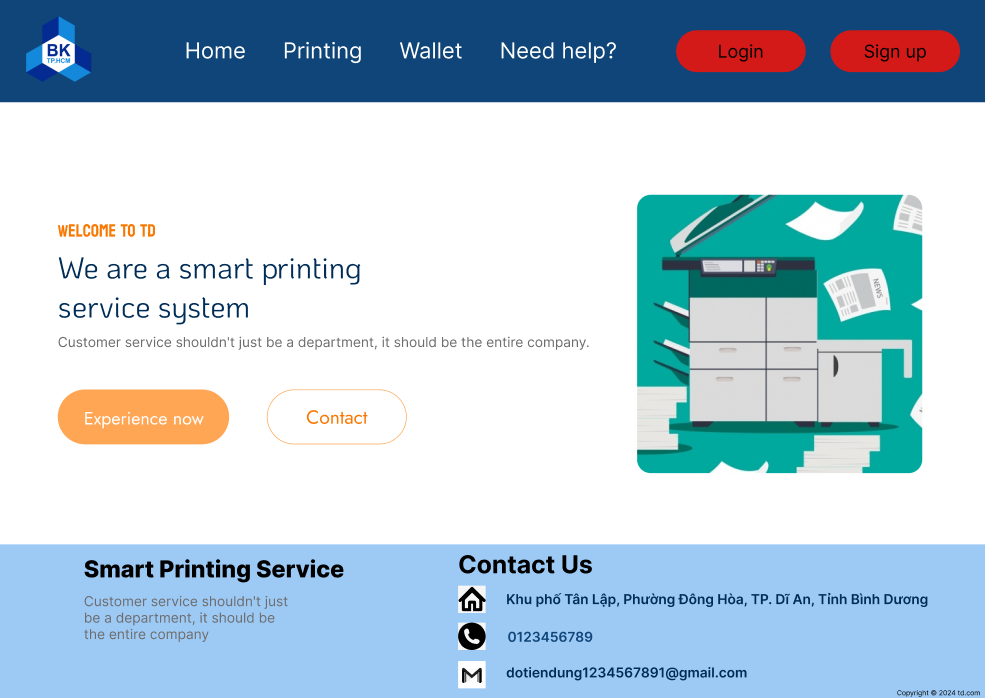 BK
TP.HCM
Home Printing Wallet Need help? Login Sign up
WELCOME TO TD
We are a smart printing
service system
Customer service shouldn't just be a department, it should be the entire company.
Experience now Contact
NEWS
Smart Printing Service
Customer service shouldn't just
be a department, it should be
the entire company
Contact Us
Khu phố Tân Lập, Phường Đông Hòa, TP. Dĩ An, Tỉnh Bình Dương
0123456789
dotiendung1234567891@gmail.com
Copyright © 2024 td.com